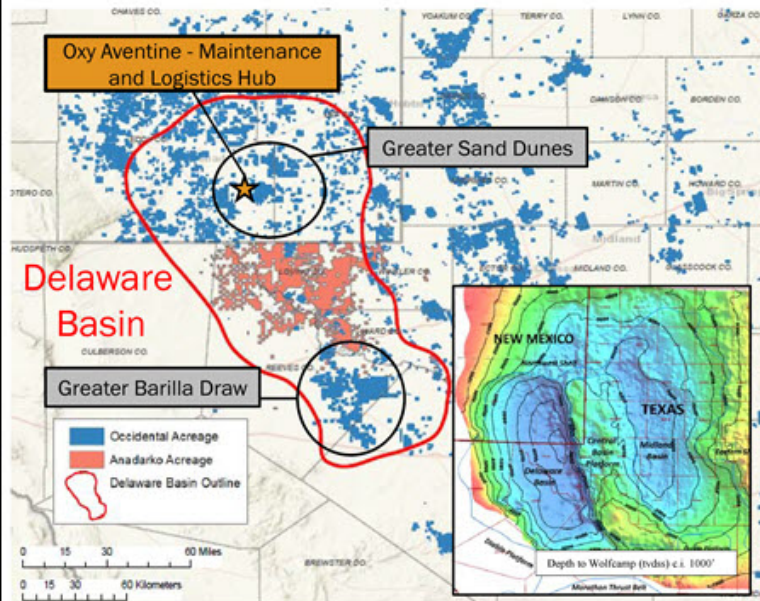 CHAVES CO.
YOAKUM CO.
TERRY CO.
LYNN CO.
GARZA CO.
Oxy Aventine - Maintenance
and Logistics Hub
DAWSON CO.
BORDEN CO.
Greater Sand Dunes
OTERO CO.
MARTIN CO.
HOWARD CO.
HUDSPETH CO.
Midland
MIDLAND CO.
GLASSCOCK CO.
Delaware
Basin
WARD CO.
CULBERSON CO.
REEVES CO.
Greater Barilla Draw
Occidental Acreage
Anadarko Acreage
Delaware Basin Outline
0 15 30 60 Miles
0 15 30 60 Kilometers
BREWSTER CO.
NEW MEXICO
TEXAS
Central
Basin
Platform
Midland
Basin
Delaware
Basin
Depth to Wolfcamp (tvdss) c.i. 1000'
Marathon Thrust Belt